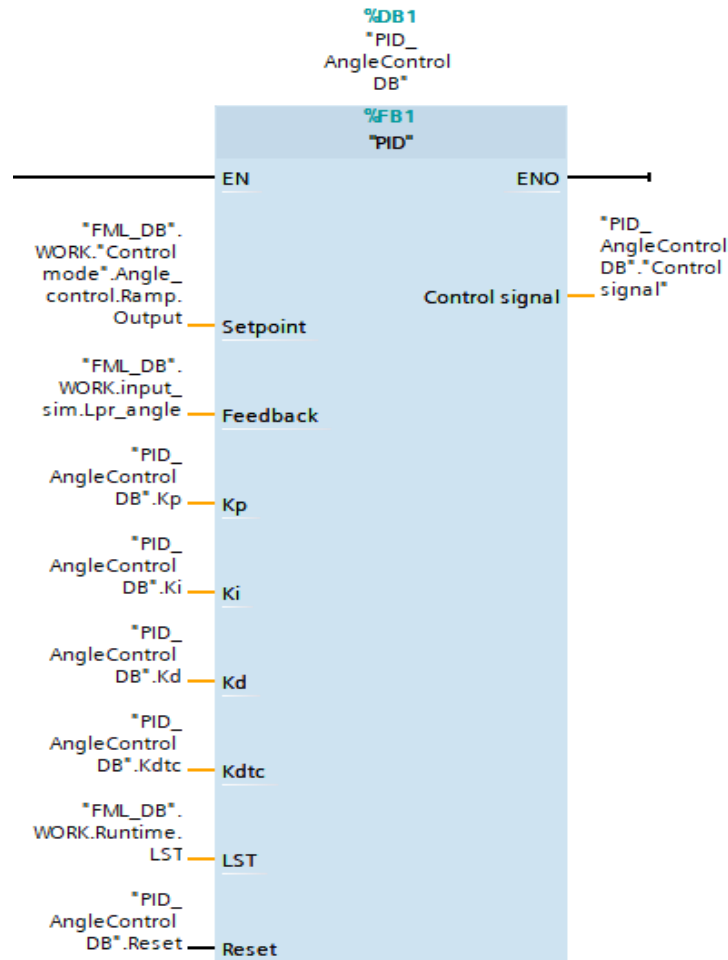 %DB1
"PID_
AngleControl
DB"
%FB1
"PID"
EN
ENO
"FML_DB".
WORK."Control
mode".Angle_
control.Ramp.
Output
Setpoint
Control signal
"PID_
AngleControl
DB"."Control
signal"
"FML_DB".
WORK.input_
sim.Lpr_angle
Feedback
"PID_
AngleControl
DB".Kp
Kp
"PID_
AngleControl
DB".Ki
Ki
"PID_
AngleControl
DB".Kd
Kd
"PID_
AngleControl
DB".Kdtc
Kdtc
"FML_DB".
WORK.Runtime.
LST
LST
"PID_
AngleControl
DB".Reset
Reset